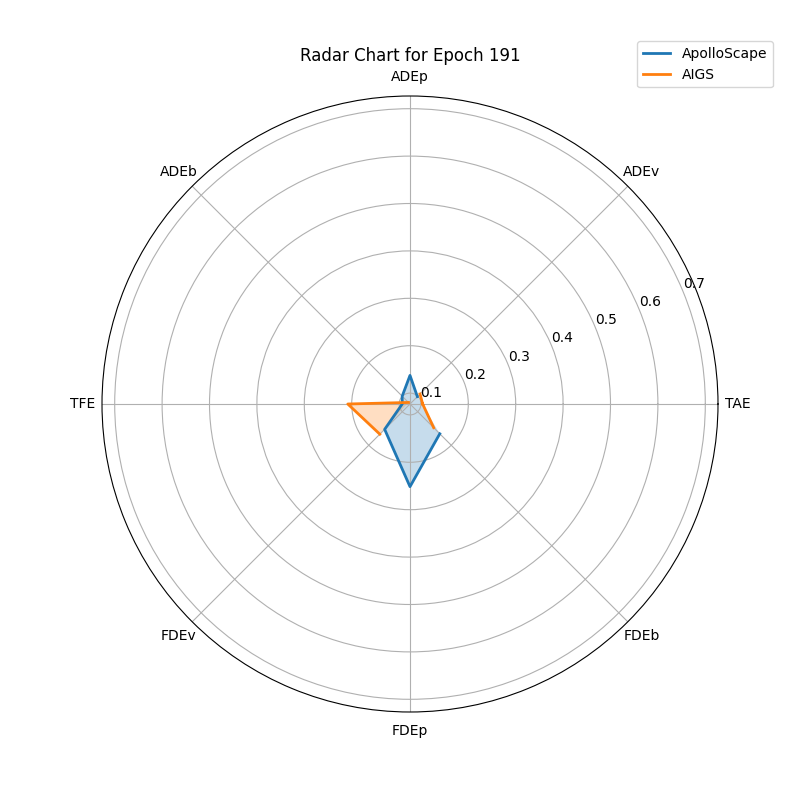 Radar Chart for Epoch 191
ApolloScape
AIGS
ADEp
ADEb
ADEv
0.7
0.6
0.5
0.4
0.3
0.2
0.1
TFE
TAE
FDEv
FDEb
FDEp